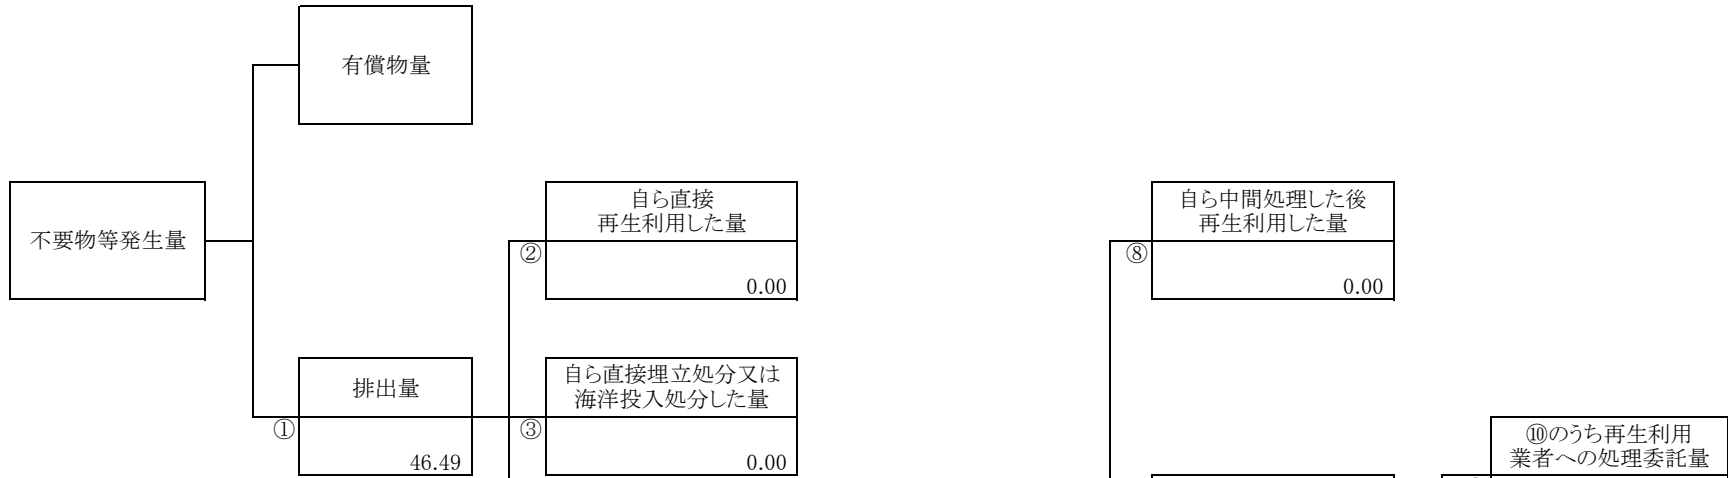 有償物量
不要物等発生量
自ら直接
再生利用した量
②
0.00
自ら中間処理した後
再生利用した量
⑧
0.00
排出量
①
46.49
自ら直接埋立処分又は
海洋投入処分した量
③
0.00
⑩のうち再生利用
業者への処理委託量